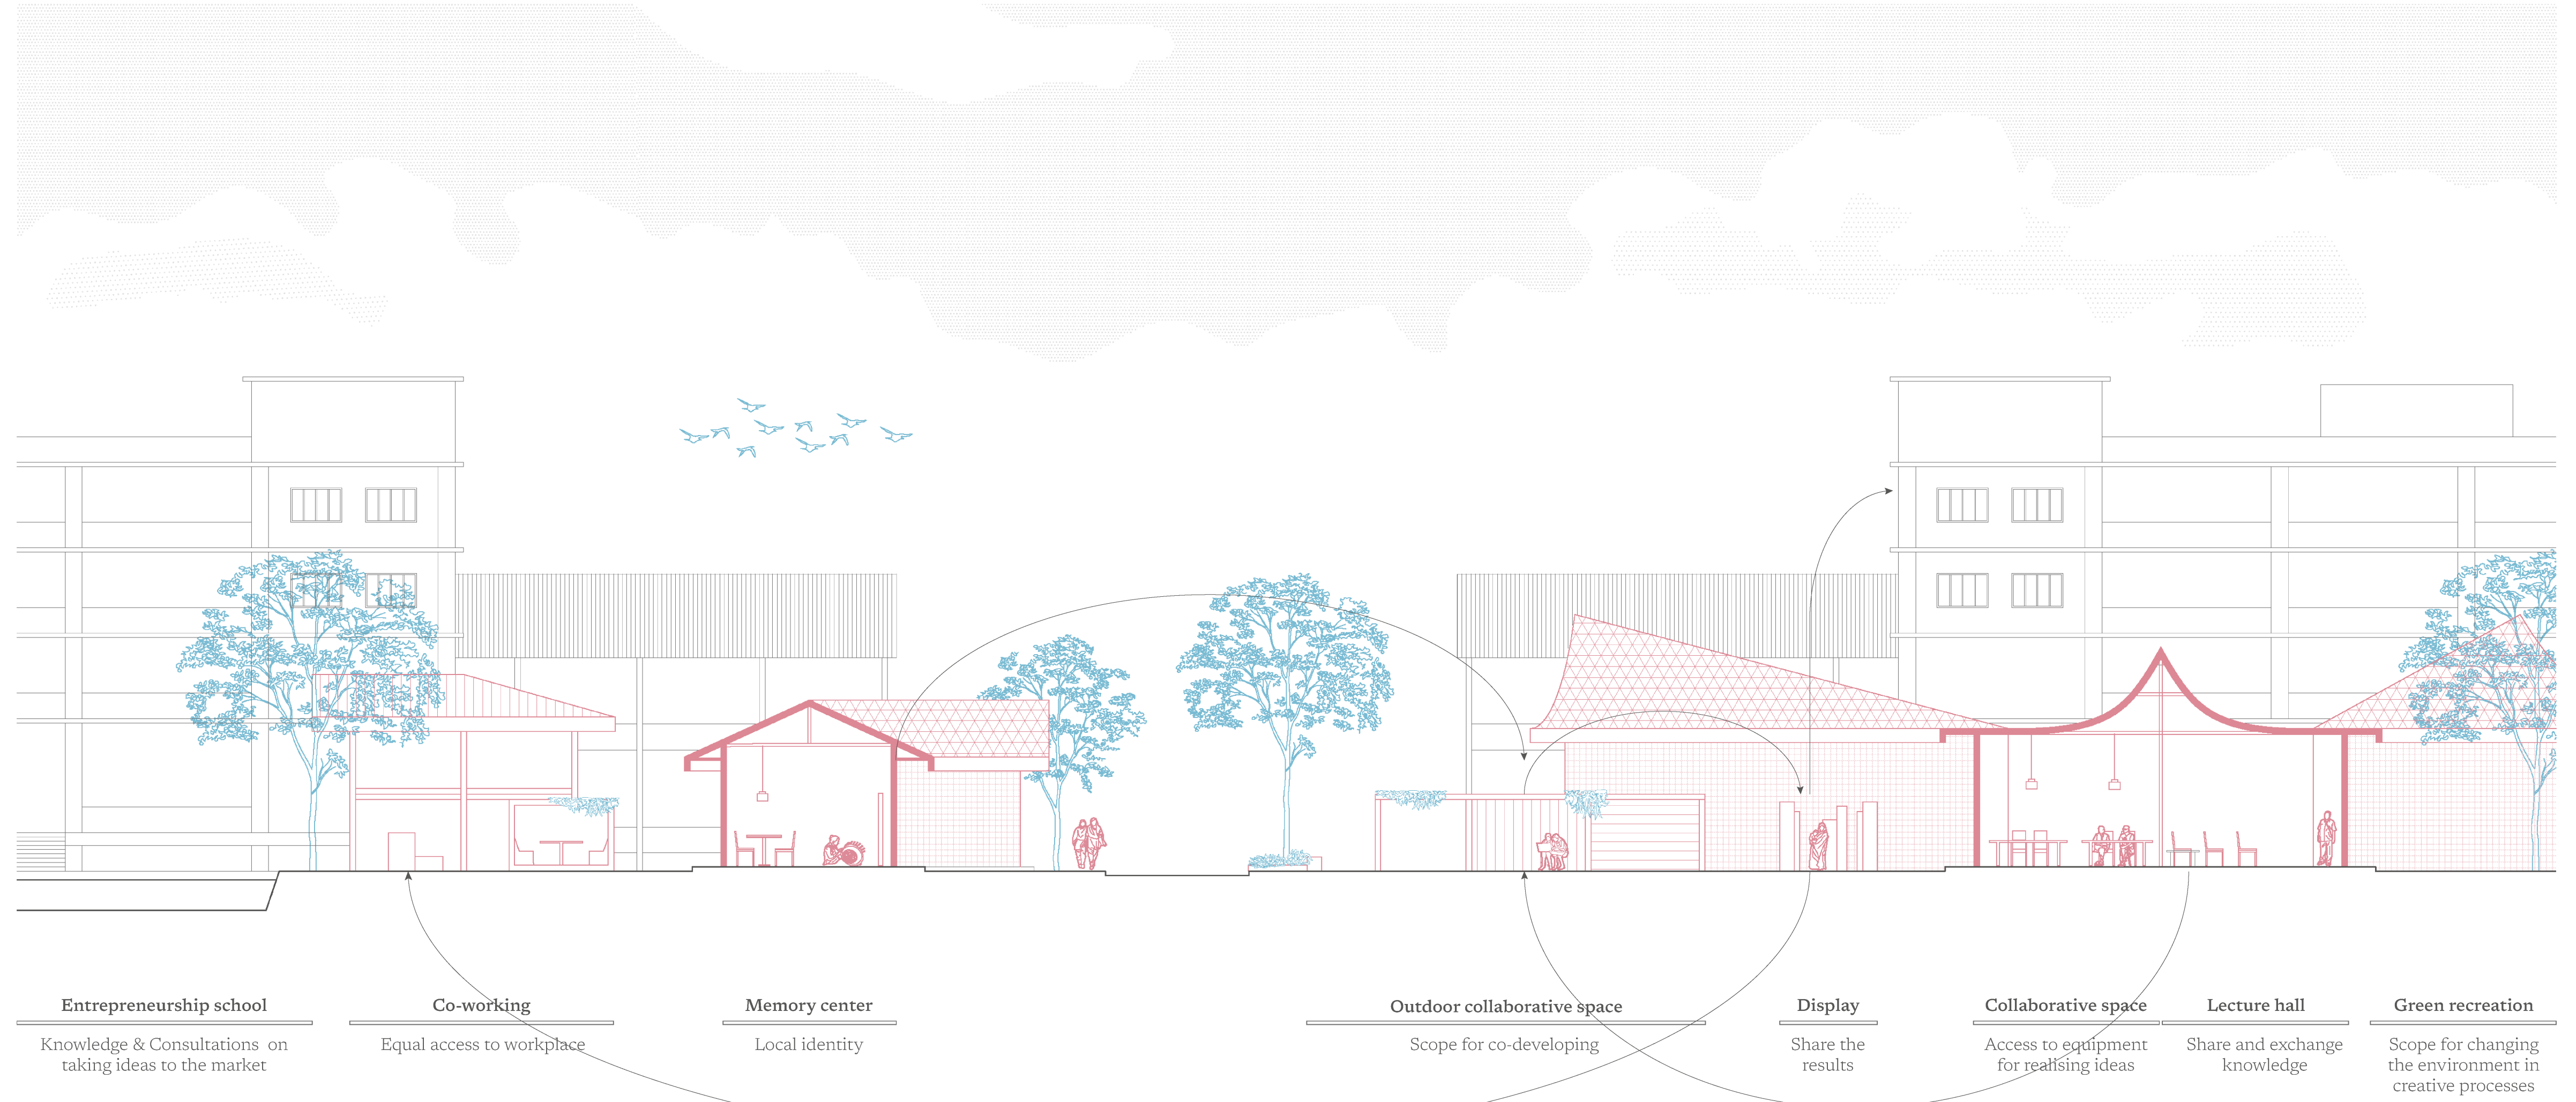 Entrepreneurship school
Knowledge & Consultations on
taking ideas to the market
Co-working
Equal access to workplace
Memory center
Local identity
Outdoor collaborative space
Scope for co-developing
Display
Share the
results
Collaborative space
Access to equipment
for realising ideas
Lecture hall
Share and exchange
knowledge
Green recreation
Scope for changing
the environment in
creative processes